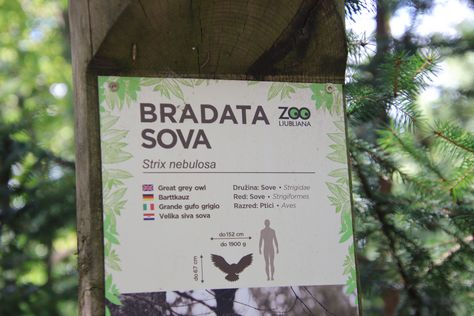 BRADATA
SOVA
ZOO
LJUBLJANA
Strix nebulosa
Great grey owl
Bartkauz
Grande gufo grigio
Velika siva sova
Družina: Sove • Strigidae
Red: Sove • Strigiformes
Razred: Ptici • Aves
do 152 cm
do 1900 g
do 67 cm